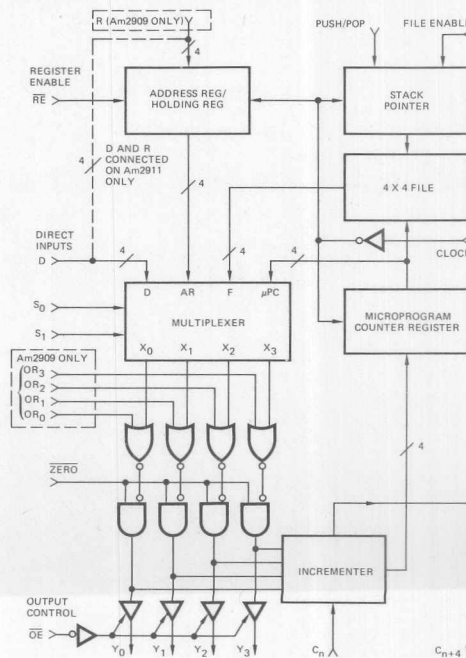 R (Am2909 ONLY)
PUSH/POP
FILE ENABLE
4
REGISTER
ENABLE
RE
ADDRESS REG/
HOLDING REG
STACK
POINTER
4
D AND R
CONNECTED
ON Am2911
ONLY
4
4 X 4 FILE
DIRECT
INPUTS
D
4
4
4
CLOCK
D AR F μPC
S0
S1
MULTIPLEXER
X0 X1 X2 X3
MICROPROGRAM
COUNTER REGISTER
Am2909 ONLY
OR3
OR2
OR1
OR0
4
ZERO
INCREMENTER
OUTPUT
CONTROL
OE
Y0 Y1 Y2 Y3
Cn
Cn+4